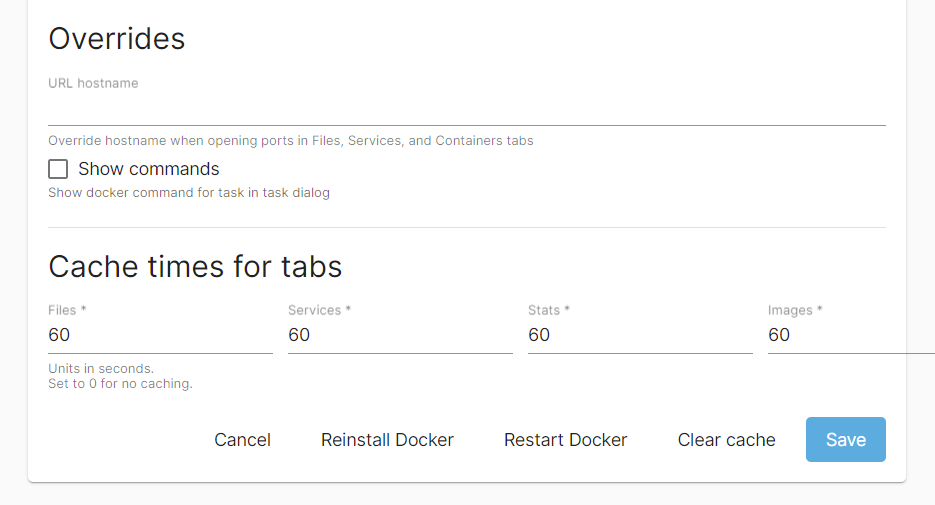 Overrides
URL hostname
Override hostname when opening ports in Files, Services, and Containers tabs
Show commands
Show docker command for task in task dialog
Cache times for tabs
Files * Services * Stats * Images *
60 60 60 60
Units in seconds.
Set to 0 for no caching.
Cancel Reinstall Docker Restart Docker Clear cache Save